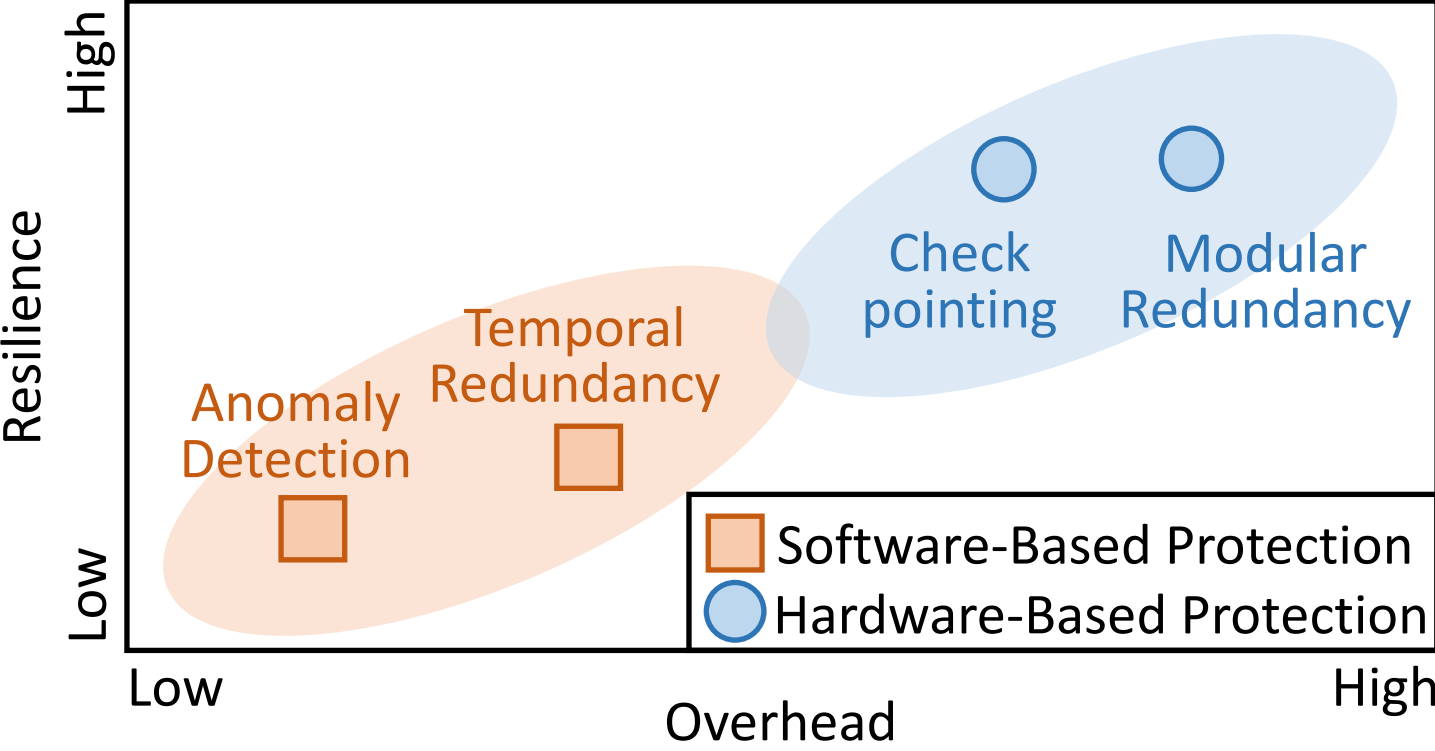 High
Resilience
Low
Check
pointing
Modular
Redundancy
Temporal
Redundancy
Anomaly
Detection
Software-Based Protection
Hardware-Based Protection
Low
High
Overhead